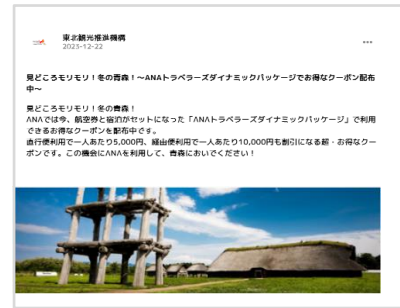 東北観光推進機構
2023-12-22
見どころモリモリ！冬の青森！～ANAトラベラーズダイナミックパッケージでお得なクーポン配布
中～
見どころモリモリ！冬の青森！
ANAでは今、航空券と宿泊がセットになった「ANAトラベラーズダイナミックパッケージ」で利用
できるお得なクーポンを配布中です。
直行便利用で一人あたり5,000円、経由便利用で一人あたり10,000円も割引になる超・お得なクー
ポンです。この機会にANAを利用して、青森においでください！